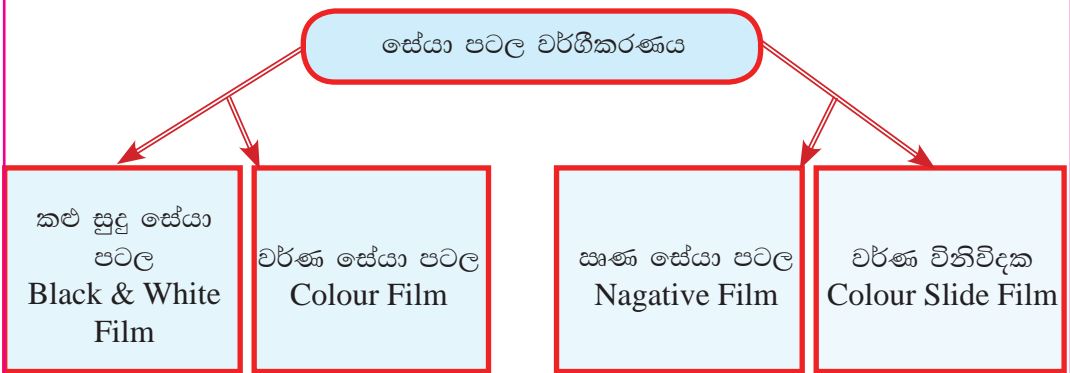 සේයා පටල වර්ගීකරණය
කළු සුදු සේයා
පටල
Black & White
Film
වර්ණ සේයා පටල
Colour Film
ඍණ සේයා පටල
Nagative Film
වර්ණ විනිවිදක
Colour Slide Film